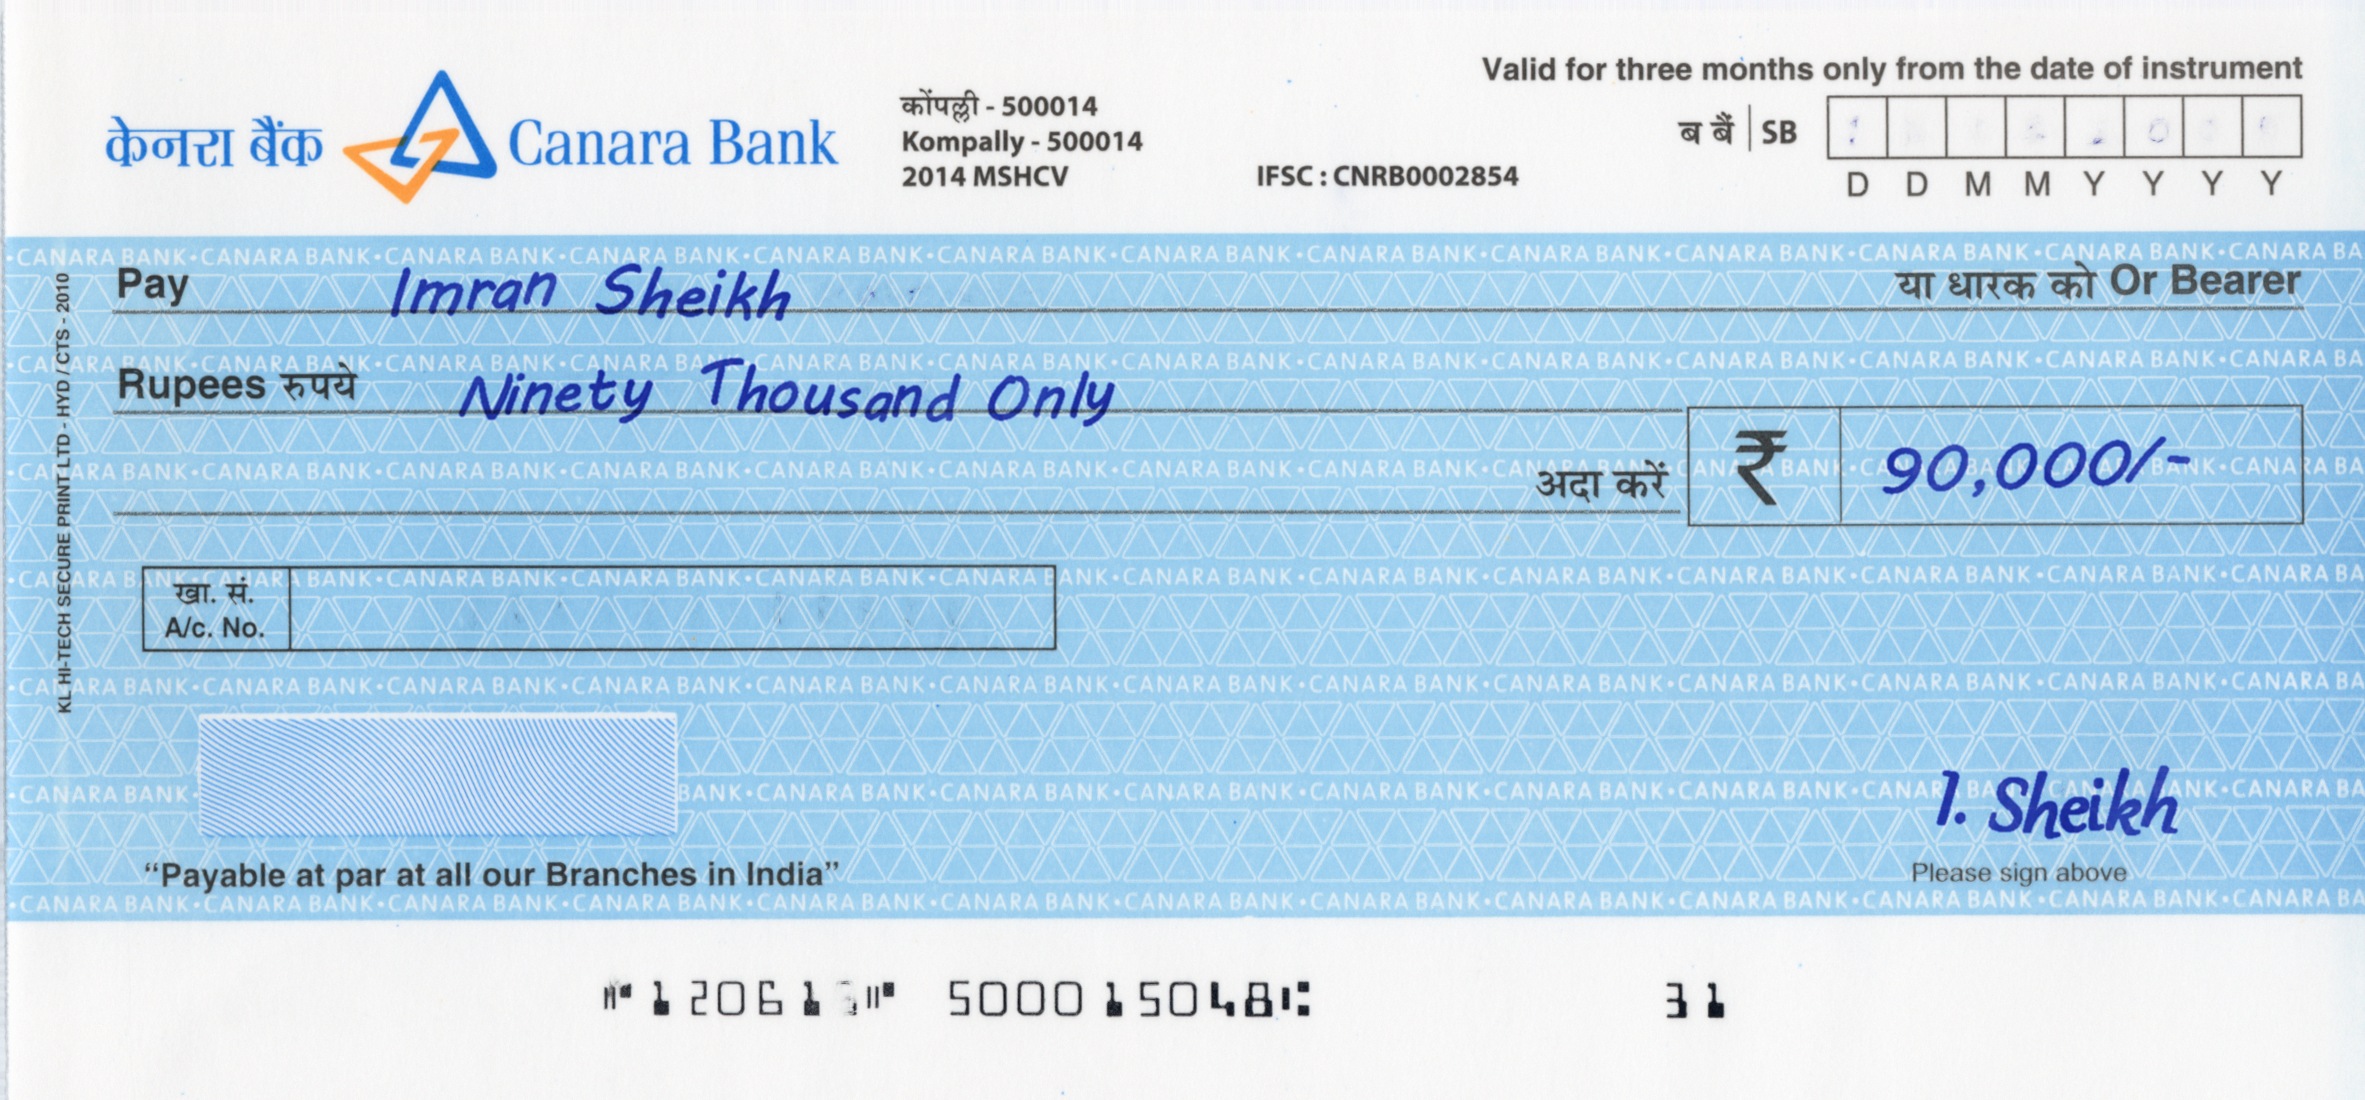 Valid for three months only from the date of instrument
केनरा बैंक Canara Bank
कोंपल्ली - 500014
Kompally - 500014
2014 MSHCV
IFSC : CNRB0002854
ब बैं | SB
D D M M Y Y Y Y
Pay Imran Sheikh या धारक को Or Bearer
Rupees रुपये Ninety Thousand Only
अदा करें ₹ 90,000/-
खा. सं.
A/c. No.
KL HI-TECH SECURE PRINT LTD - HYD / CTS - 2010
I. Sheikh
"Payable at par at all our Branches in India"
Please sign above
500015048
31